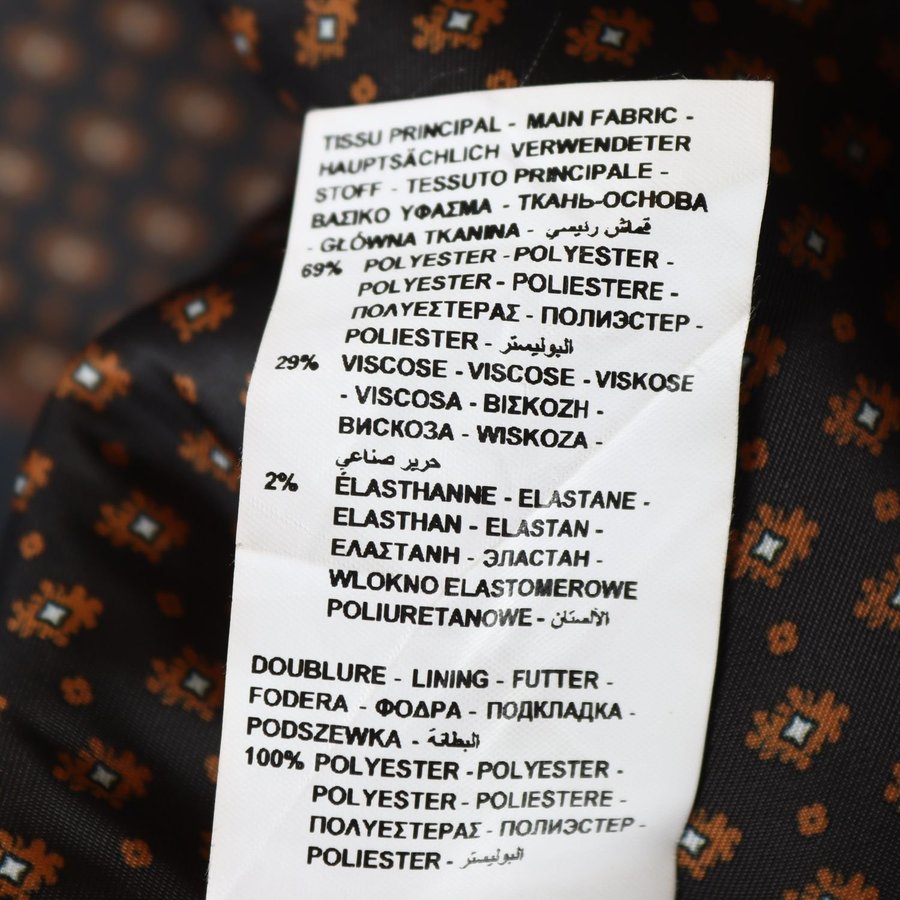 TISSU PRINCIPAL - MAIN FABRIC -
HAUPTSÄCHLICH VERWENDETER
STOFF - TESSUTO PRINCIPALE -
ΒΑΣΙΚΟ ΥΦΑΣΜΑ - ТКАНЬ-ОСНОВА
- GŁÓWNA TKANINA - قماش رئيسي
69% POLYESTER -POLYESTER -
POLYESTER - POLIESTERE -
ΠΟΛΥΕΣΤΕΡΑΣ - ПОЛИЭСТЕР -
POLIESTER - البوليستر
29% VISCOSE - VISCOSE - VISKOSE
- VISCOSA - ΒΙΣΚΟΖΗ -
ВИСКОЗА - WISKOZA -
حرير صناعي
2% ÉLASTHANNE - ELASTANE -
ELASTHAN - ELASTAN -
ΕΛΑΣΤΑΝΗ - ЭЛАСТАН -
WLOKNO ELASTOMEROWE
POLIURETANOWE - الألستان
DOUBLURE - LINING - FUTTER -
FODERA - ΦΟΔΡΑ - ПОДКЛАДКА -
PODSZEWKA - البطانة
100% POLYESTER -POLYESTER -
POLYESTER - POLIESTERE -
ΠΟΛΥΕΣΤΕΡΑΣ - ПОЛИЭСТЕР -
POLIESTER - البوليستر